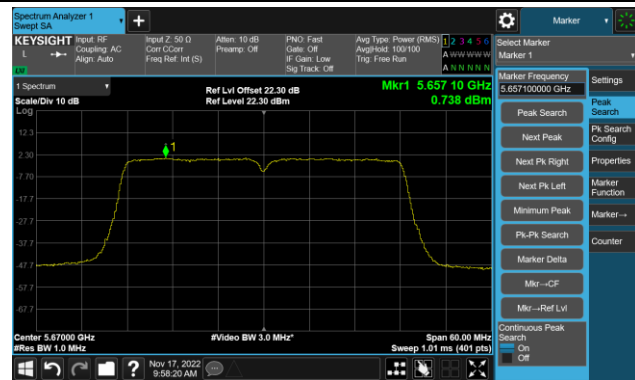 Spectrum Analyzer 1
Swept SA
Marker
KEYSIGHT
L
Input: RF
Coupling: AC
Align: Auto
Input Z: 50 Ω
Corr CCorr
Freq Ref: Int (S)
Atten: 10 dB
Preamp: Off
PNO: Fast
Gate: Off
IF Gain: Low
Sig Track: Off
Avg Type: Power (RMS)
Avg|Hold: 100/100
Trig: Free Run
1 2 3 4 5 6
A W W W W W
A N N N N N
Select Marker
Marker 1
1 Spectrum
Scale/Div 10 dB
Log
Ref Lvl Offset 22.30 dB
Ref Level 22.30 dBm
Mkr1 5.657 10 GHz
0.738 dBm
12.3
2.30
-7.70
-17.7
-27.7
-37.7
-47.7
-57.7
-67.7
1
Center 5.67000 GHz
#Res BW 1.0 MHz
#Video BW 3.0 MHz*
Span 60.00 MHz
Sweep 1.01 ms (401 pts)
Marker Frequency
5.657100000 GHz
Peak Search
Next Peak
Next Pk Right
Next Pk Left
Minimum Peak
Pk-Pk Search
Marker Delta
Mkr→CF
Mkr→Ref Lvl
Continuous Peak
Search
On
Off
Settings
Peak
Search
Pk Search
Config
Properties
Marker
Function
Marker→
Counter
Nov 17, 2022
9:58:20 AM